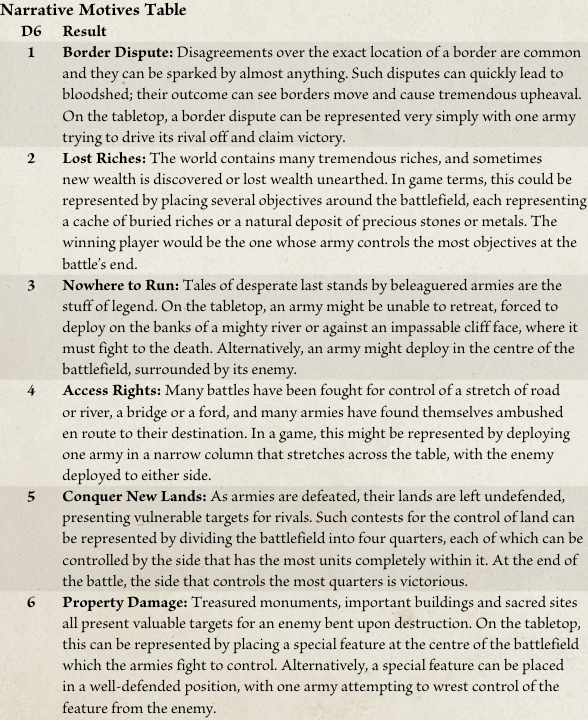 Narrative Motives Table
D6 Result
1 Border Dispute: Disagreements over the exact location of a border are common
and they can be sparked by almost anything. Such disputes can quickly lead to
bloodshed; their outcome can see borders move and cause tremendous upheaval.
On the tabletop, a border dispute can be represented very simply with one army
trying to drive its rival off and claim victory.
2 Lost Riches: The world contains many tremendous riches, and sometimes
new wealth is discovered or lost wealth unearthed. In game terms, this could be
represented by placing several objectives around the battlefield, each representing
a cache of buried riches or a natural deposit of precious stones or metals. The
winning player would be the one whose army controls the most objectives at the
battle's end.
3 Nowhere to Run: Tales of desperate last stands by beleaguered armies are the
stuff of legend. On the tabletop, an army might be unable to retreat, forced to
deploy on the banks of a mighty river or against an impassable cliff face, where it
must fight to the death. Alternatively, an army might deploy in the centre of the
battlefield, surrounded by its enemy.
4 Access Rights: Many battles have been fought for control of a stretch of road
or river, a bridge or a ford, and many armies have found themselves ambushed
en route to their destination. In a game, this might be represented by deploying
one army in a narrow column that stretches across the table, with the enemy
deployed to either side.
5 Conquer New Lands: As armies are defeated, their lands are left undefended,
presenting vulnerable targets for rivals. Such contests for the control of land can
be represented by dividing the battlefield into four quarters, each of which can be
controlled by the side that has the most units completely within it. At the end of
the battle, the side that controls the most quarters is victorious.
6 Property Damage: Treasured monuments, important buildings and sacred sites
all present valuable targets for an enemy bent upon destruction. On the tabletop,
this can be represented by placing a special feature at the centre of the battlefield
which the armies fight to control. Alternatively, a special feature can be placed
in a well-defended position, with one army attempting to wrest control of the
feature from the enemy.